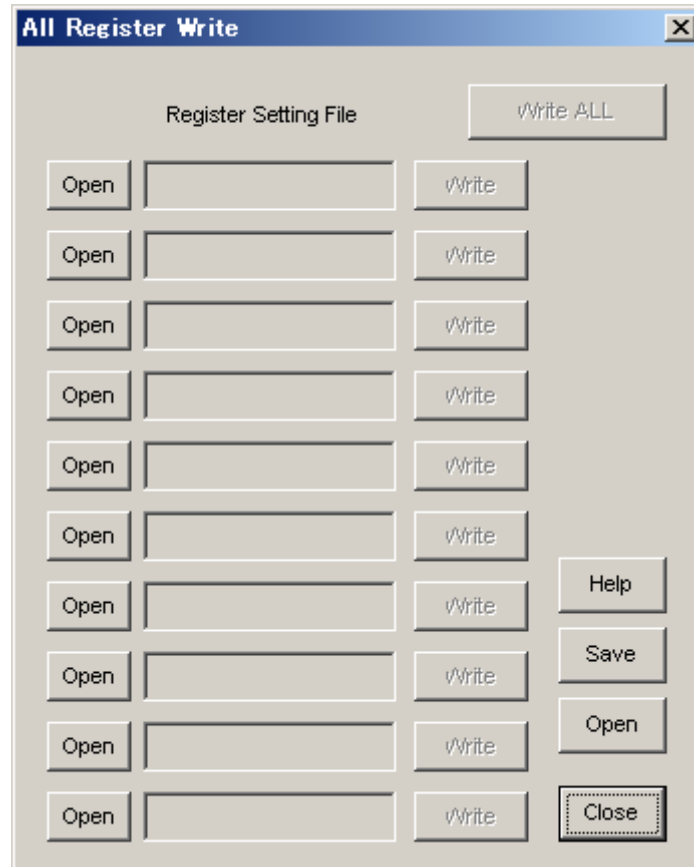 All Register Write
Register Setting File Write ALL
Open Write
Open Write
Open Write
Open Write
Open Write
Open Write
Help
Open Write
Save
Open Write
Open
Open Write
Close
Open Write